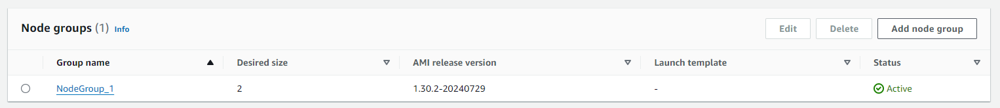 Node groups (1) Info
Edit Delete Add node group
Group name Desired size AMI release version Launch template Status
NodeGroup_1 2 1.30.2-20240729 - Active